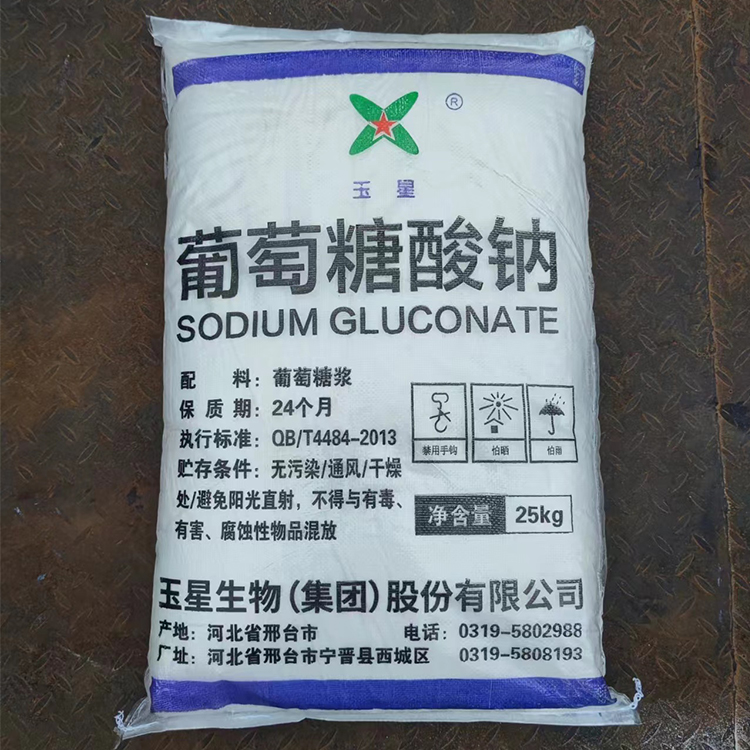 ®
玉星
葡萄糖酸钠
SODIUM GLUCONATE
配 料：葡萄糖浆
保质期：24个月
执行标准：QB/T4484-2013
贮存条件：无污染/通风/干燥
处/避免阳光直射，不得与有毒、
有害、腐蚀性物品混放
禁用手钩 怕晒 怕雨
净含量 25kg
玉星生物(集团)股份有限公司
产地：河北省邢台市 电话：0319-5802988
厂址：河北省邢台市宁晋县西城区 0319-5808193